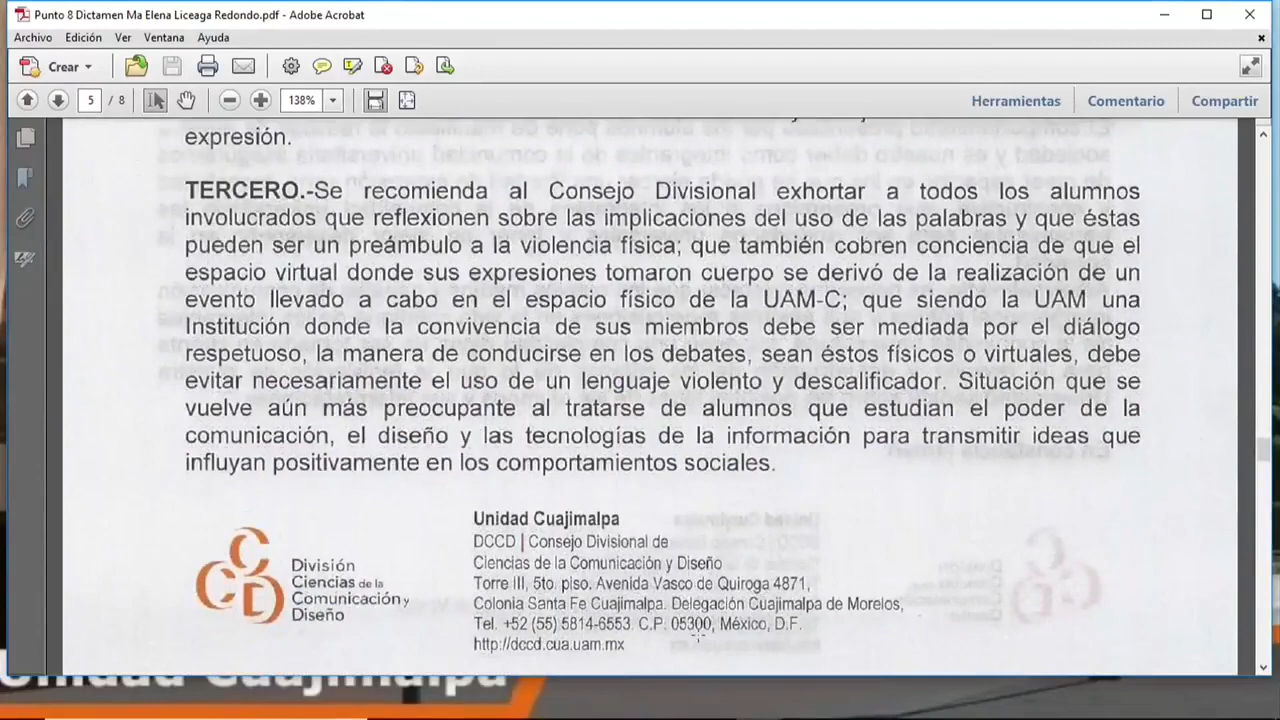 Punto 8 Dictamen Ma Elena Liceaga Redondo.pdf - Adobe Acrobat
Archivo Edición Ver Ventana Ayuda
Crear
5 / 8 138% Herramientas Comentario Compartir
expresión.
TERCERO.-Se recomienda al Consejo Divisional exhortar a todos los alumnos
involucrados que reflexionen sobre las implicaciones del uso de las palabras y que éstas
pueden ser un preámbulo a la violencia física; que también cobren conciencia de que el
espacio virtual donde sus expresiones tomaron cuerpo se derivó de la realización de un
evento llevado a cabo en el espacio físico de la UAM-C; que siendo la UAM una
Institución donde la convivencia de sus miembros debe ser mediada por el diálogo
respetuoso, la manera de conducirse en los debates, sean éstos físicos o virtuales, debe
evitar necesariamente el uso de un lenguaje violento y descalificador. Situación que se
vuelve aún más preocupante al tratarse de alumnos que estudian el poder de la
comunicación, el diseño y las tecnologías de la información para transmitir ideas que
influyan positivamente en los comportamientos sociales.
CCD
División
Ciencias de la
Comunicación y
Diseño
Unidad Cuajimalpa
DCCD | Consejo Divisional de
Ciencias de la Comunicación y Diseño
Torre III, 5to. piso. Avenida Vasco de Quiroga 4871,
Colonia Santa Fe Cuajimalpa. Delegación Cuajimalpa de Morelos,
Tel. +52 (55) 5814-6553. C.P. 05300, México, D.F.
http://dccd.cua.uam.mx
Unidad Cuajimalpa